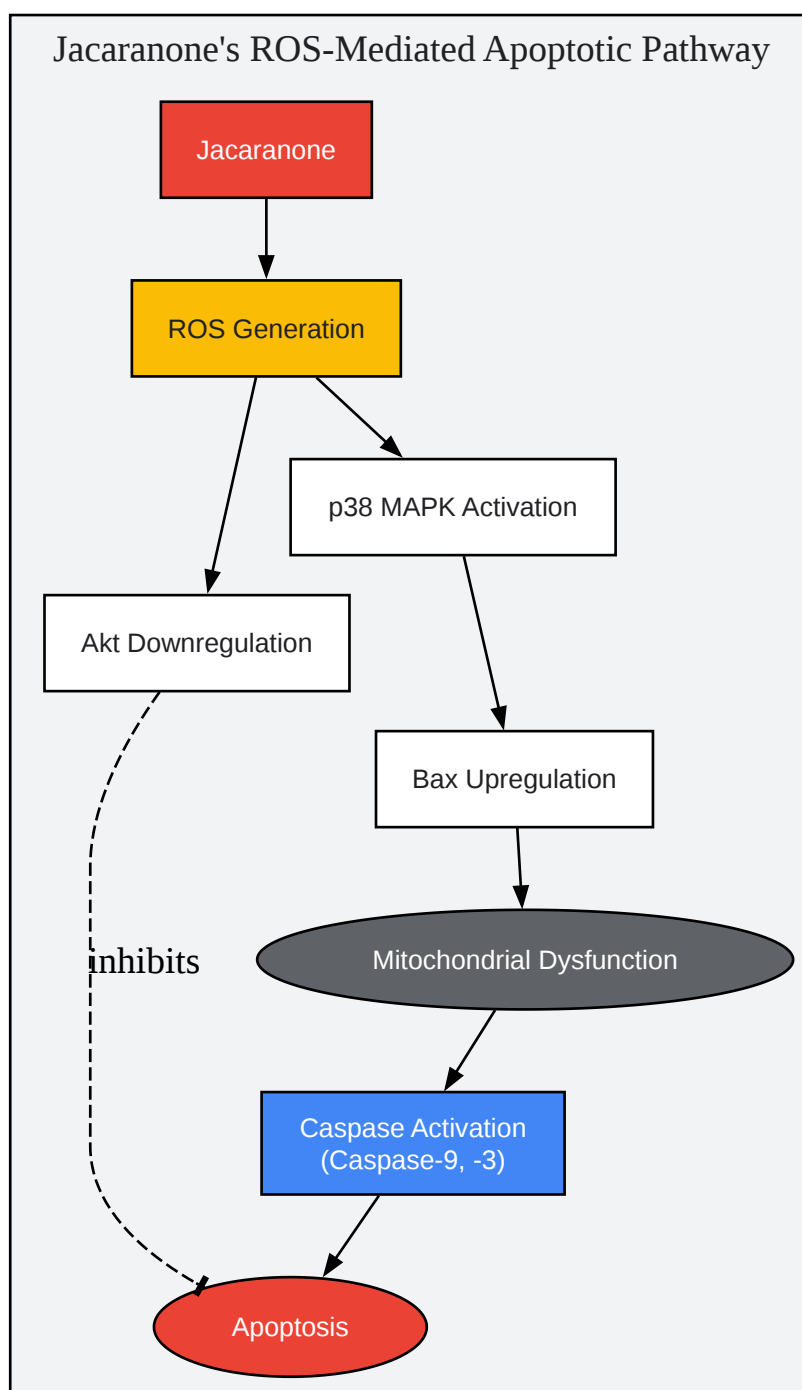 Jacaranone's ROS-Mediated Apoptotic Pathway
Jacaranone
ROS Generation
p38 MAPK Activation
Akt Downregulation
Bax Upregulation
inhibits
Mitochondrial Dysfunction
Caspase Activation
(Caspase-9, -3)
Apoptosis